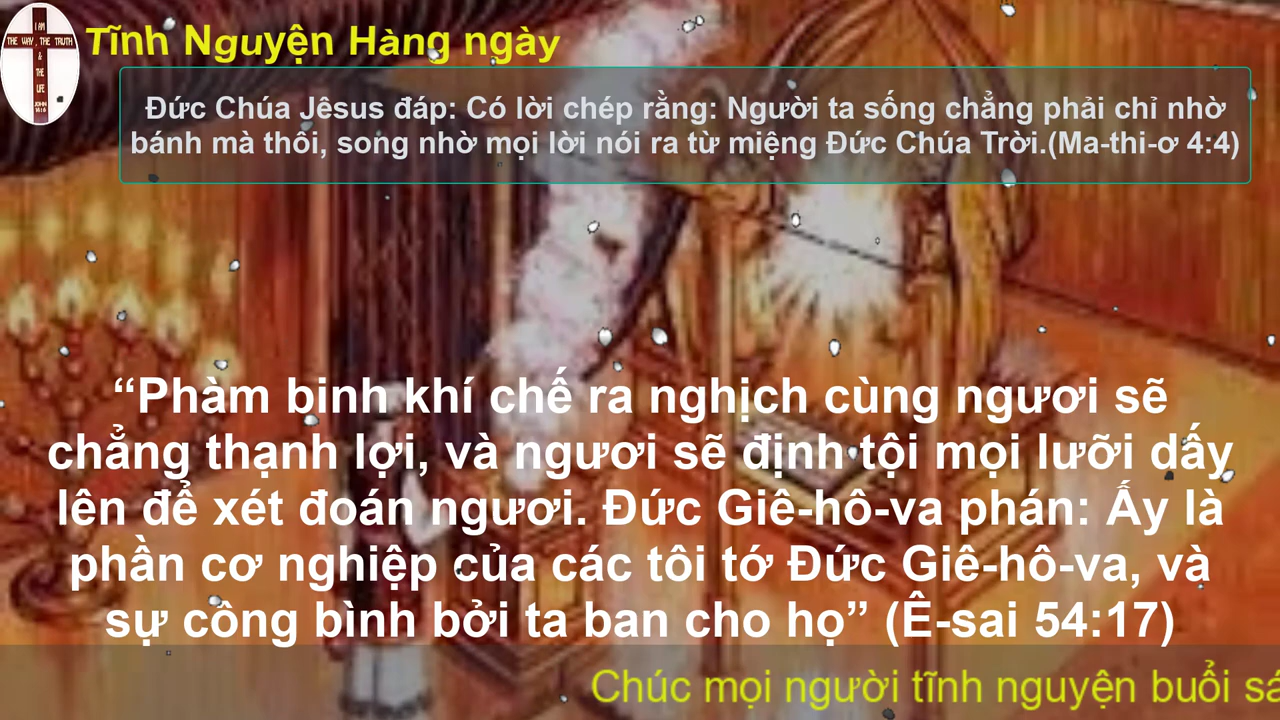 I AM
THE WAY, THE TRUTH
&
THE
LIFE
JOHN
Tĩnh Nguyện Hàng ngày
Đức Chúa Jêsus đáp: Có lời chép rằng: Người ta sống chẳng phải chỉ nhờ
bánh mà thôi, song nhờ mọi lời nói ra từ miệng Đức Chúa Trời.(Ma-thi-ơ 4:4)
“Phàm binh khí chế ra nghịch cùng ngươi sẽ
chẳng thạnh lợi, và ngươi sẽ định tội mọi lưỡi dấy
lên để xét đoán ngươi. Đức Giê-hô-va phán: Ấy là
phần cơ nghiệp của các tôi tớ Đức Giê-hô-va, và
sự công bình bởi ta ban cho họ” (Ê-sai 54:17)
Chúc mọi người tĩnh nguyện buổi sá